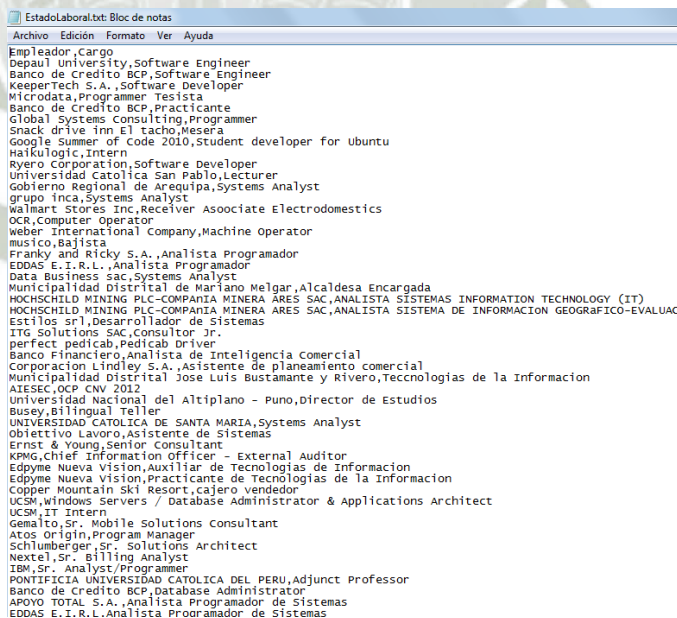 EstadoLaboral.txt: Bloc de notas
Archivo Edición Formato Ver Ayuda
Empleador,Cargo
Depaul University,Software Engineer
Banco de Credito BCP,Software Engineer
KeeperTech S.A.,Software Developer
Microdata,Programmer Tesista
Banco de Credito BCP,Practicante
Global Systems Consulting,Programmer
Snack drive inn El tacho,Mesera
Google Summer of Code 2010,Student developer for Ubuntu
Haikulogic,Intern
Ryero Corporation,Software Developer
Universidad Catolica San Pablo,Lecturer
Gobierno Regional de Arequipa,Systems Analyst
grupo inca,Systems Analyst
Walmart Stores Inc,Receiver Asoociate Electrodomestics
OCR,Computer Operator
Weber International Company,Machine Operator
musico,Bajista
Franky and Ricky S.A.,Analista Programador
EDDAS E.I.R.L.,Analista Programador
Data Business sac,Systems Analyst
Municipalidad Distrital de Mariano Melgar,Alcaldesa Encargada
HOCHSCHILD MINING PLC-COMPAnIA MINERA ARES SAC,ANALISTA SISTEMAS INFORMATION TECHNOLOGY (IT)
HOCHSCHILD MINING PLC-COMPAnIA MINERA ARES SAC,ANALISTA SISTEMA DE INFORMACION GEOGRaFICO-EVALUAC
Estilos srl,Desarrollador de Sistemas
ITG Solutions SAC,Consultor Jr.
perfect pedicab,Pedicab Driver
Banco Financiero,Analista de Inteligencia Comercial
Corporacion Lindley S.A.,Asistente de planeamiento comercial
Municipalidad Distrital Jose Luis Bustamante y Rivero,Teccnologias de la Informacion
AIESEC,OCP CNV 2012
Universidad Nacional del Altiplano - Puno,Director de Estudios
Busey,Bilingual Teller
UNIVERSIDAD CATOLICA DE SANTA MARIA,Systems Analyst
Obiettivo Lavoro,Asistente de Sistemas
Ernst & Young,Senior Consultant
KPMG,Chief Information Officer - External Auditor
Edpyme Nueva Vision,Auxiliar de Tecnologias de Informacion
Edpyme Nueva Vision,Practicante de Tecnologias de la Informacion
Copper Mountain Ski Resort,cajero vendedor
UCSM,Windows Servers / Database Administrator & Applications Architect
UCSM,IT Intern
Gemalto,Sr. Mobile Solutions Consultant
Atos Origin,Program Manager
Schlumberger,Sr. Solutions Architect
Nextel,Sr. Billing Analyst
IBM,Sr. Analyst/Programmer
PONTIFICIA UNIVERSIDAD CATOLICA DEL PERU,Adjunct Professor
Banco de Credito BCP,Database Administrator
APOYO TOTAL S.A.,Analista Programador de Sistemas
EDDAS E.I.R.L.Analista Programador de Sistemas